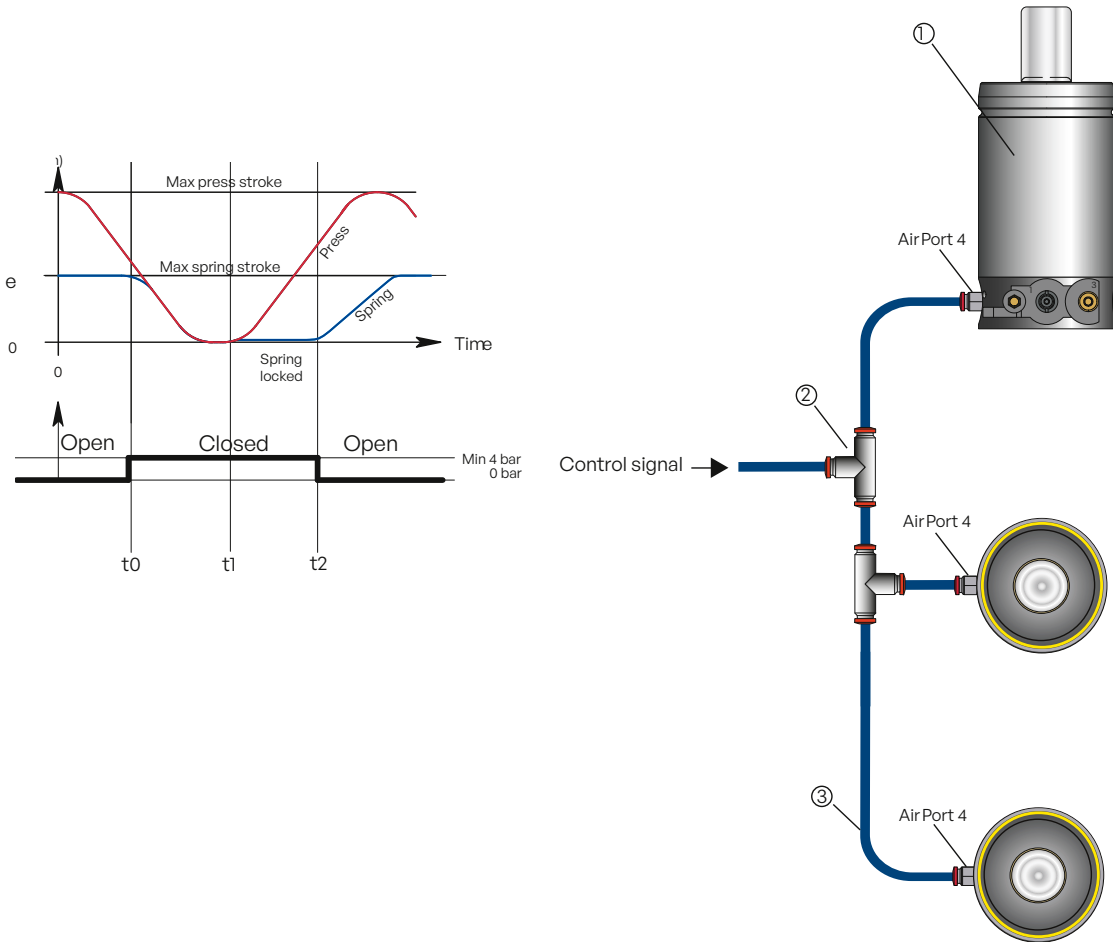 Max press stroke
Max spring stroke
Press
Spring
e
0
Time
0
Spring
locked
Open
Closed
Open
Min 4 bar
0 bar
t0
t1
t2
1
Air Port 4
3
2
Control signal
Air Port 4
3
Air Port 4